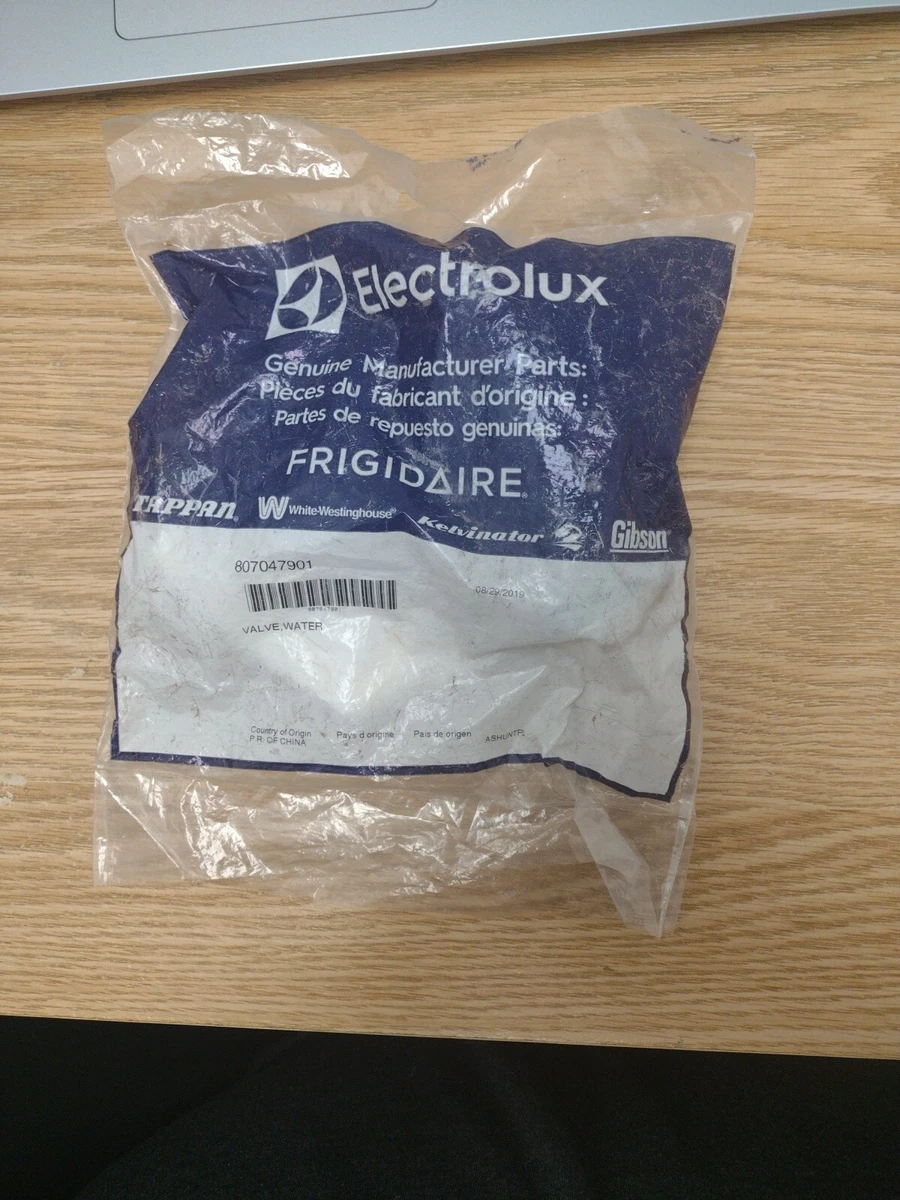 Electrolux
Genuine Manufacturer Parts:
Pièces du fabricant d'origine :
Partes de repuesto genuinas:
FRIGIDAIRE®
TAPPAN® W White-Westinghouse® Kelvinator Gibson®
807047901
08/29/2019
VALVE,WATER
Country of Origin Pays d'origine Pais de origen
P.R. OF CHINA